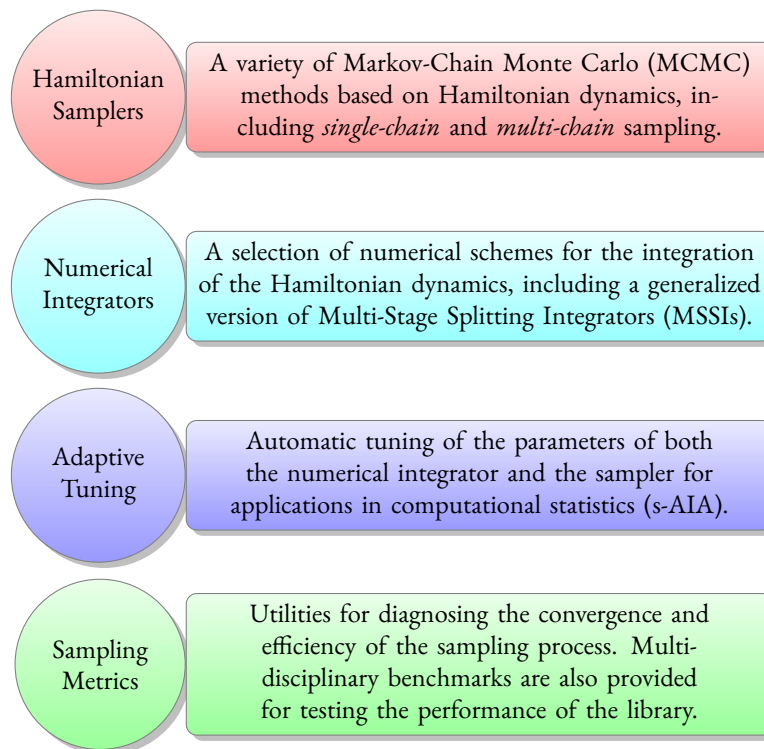 Hamiltonian
Samplers
A variety of Markov-Chain Monte Carlo (MCMC)
methods based on Hamiltonian dynamics, in-
cluding single-chain and multi-chain sampling.
Numerical
Integrators
A selection of numerical schemes for the integration
of the Hamiltonian dynamics, including a generalized
version of Multi-Stage Splitting Integrators (MSSIs).
Adaptive
Tuning
Automatic tuning of the parameters of both
the numerical integrator and the sampler for
applications in computational statistics (s-AIA).
Sampling
Metrics
Utilities for diagnosing the convergence and
efficiency of the sampling process. Multi-
disciplinary benchmarks are also provided
for testing the performance of the library.